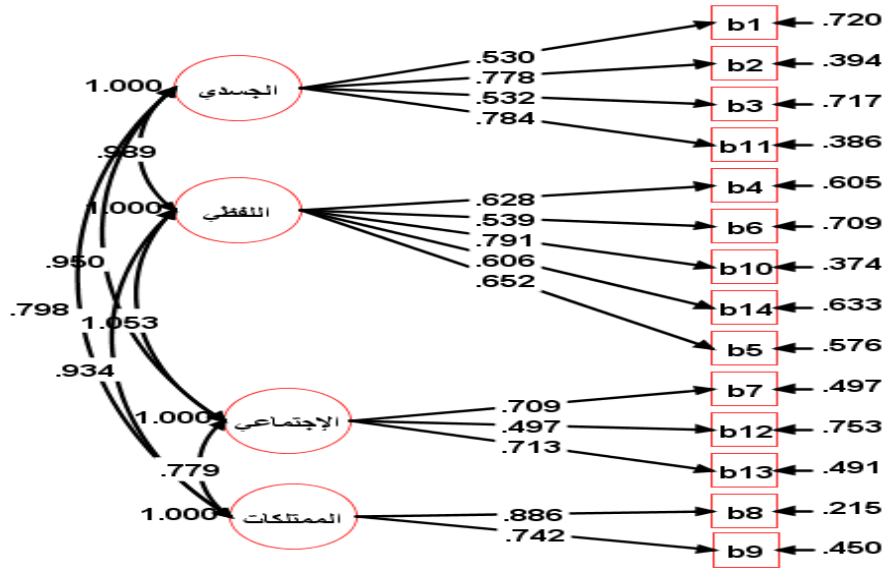 b1 .720
.530
b2 .394
1.000 الجسدي .778
b3 .717
.532
.784
b11 .386
.989
b4 .605
.628
1.000 اللفظي .539
b6 .709
.791
.606
b10 .374
.950
.652
.798
b14 .633
1.053
b5 .576
.934
b7 .497
.709
1.000 الإجتماعي .497
b12 .753
.713
.779
b13 .491
b8 .215
1.000 الممتلكات .886
.742
b9 .450